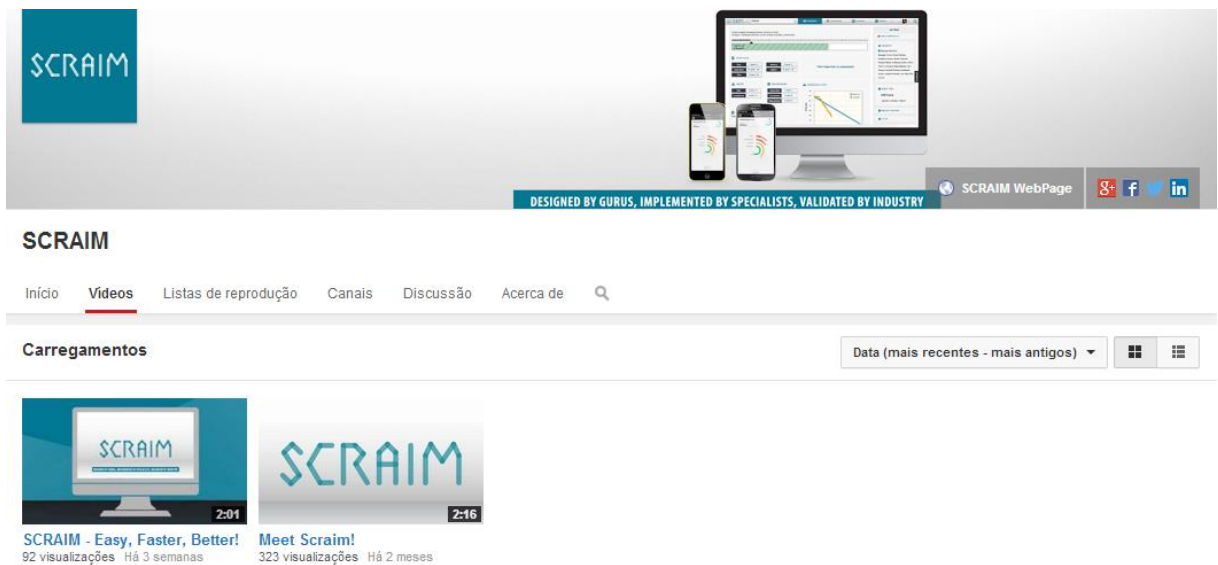 SCRAIM
DESIGNED BY GURUS, IMPLEMENTED BY SPECIALISTS, VALIDATED BY INDUSTRY
SCRAIM WebPage
SCRAIM
Início Vídeos Listas de reprodução Canais Discussão Acerca de
Carregamentos
Data (mais recentes - mais antigos)
SCRAIM
2:01
SCRAIM
2:16
SCRAIM - Easy, Faster, Better!
92 visualizações Há 3 semanas
Meet Scraim!
323 visualizações Há 2 meses